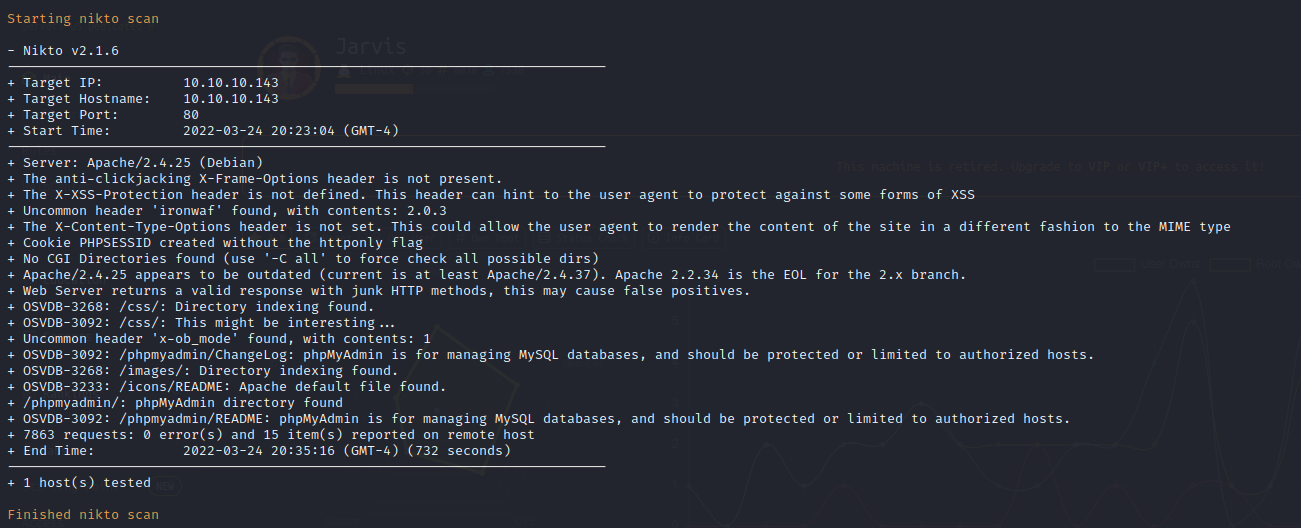 Starting nikto scan
- Nikto v2.1.6
Jarvis
+ Target IP: 10.10.10.143
+ Target Hostname: 10.10.10.143
+ Target Port: 80
+ Start Time: 2022-03-24 20:23:04 (GMT-4)
+ Server: Apache/2.4.25 (Debian)
+ The anti-clickjacking X-Frame-Options header is not present.
This machine is retired. Upgrade to VIP or VIP+ to access it!
+ The X-XSS-Protection header is not defined. This header can hint to the user agent to protect against some forms of XSS
+ Uncommon header 'ironwaf' found, with contents: 2.0.3
+ The X-Content-Type-Options header is not set. This could allow the user agent to render the content of the site in a different fashion to the MIME type
+ Cookie PHPSESSID created without the httponly flag
+ No CGI Directories found (use '-C all' to force check all possible dirs)
+ Apache/2.4.25 appears to be outdated (current is at least Apache/2.4.37). Apache 2.2.34 is the EOL for the 2.x branch.
+ Web Server returns a valid response with junk HTTP methods, this may cause false positives.
+ OSVDB-3268: /css/: Directory indexing found.
+ OSVDB-3092: /css/: This might be interesting...
+ Uncommon header 'x-ob_mode' found, with contents: 1
+ OSVDB-3092: /phpmyadmin/ChangeLog: phpMyAdmin is for managing MySQL databases, and should be protected or limited to authorized hosts.
+ OSVDB-3268: /images/: Directory indexing found.
+ OSVDB-3233: /icons/README: Apache default file found.
+ /phpmyadmin/: phpMyAdmin directory found
+ OSVDB-3092: /phpmyadmin/README: phpMyAdmin is for managing MySQL databases, and should be protected or limited to authorized hosts.
+ 7863 requests: 0 error(s) and 15 item(s) reported on remote host
+ End Time: 2022-03-24 20:35:16 (GMT-4) (732 seconds)
+ 1 host(s) tested
NEW
Finished nikto scan